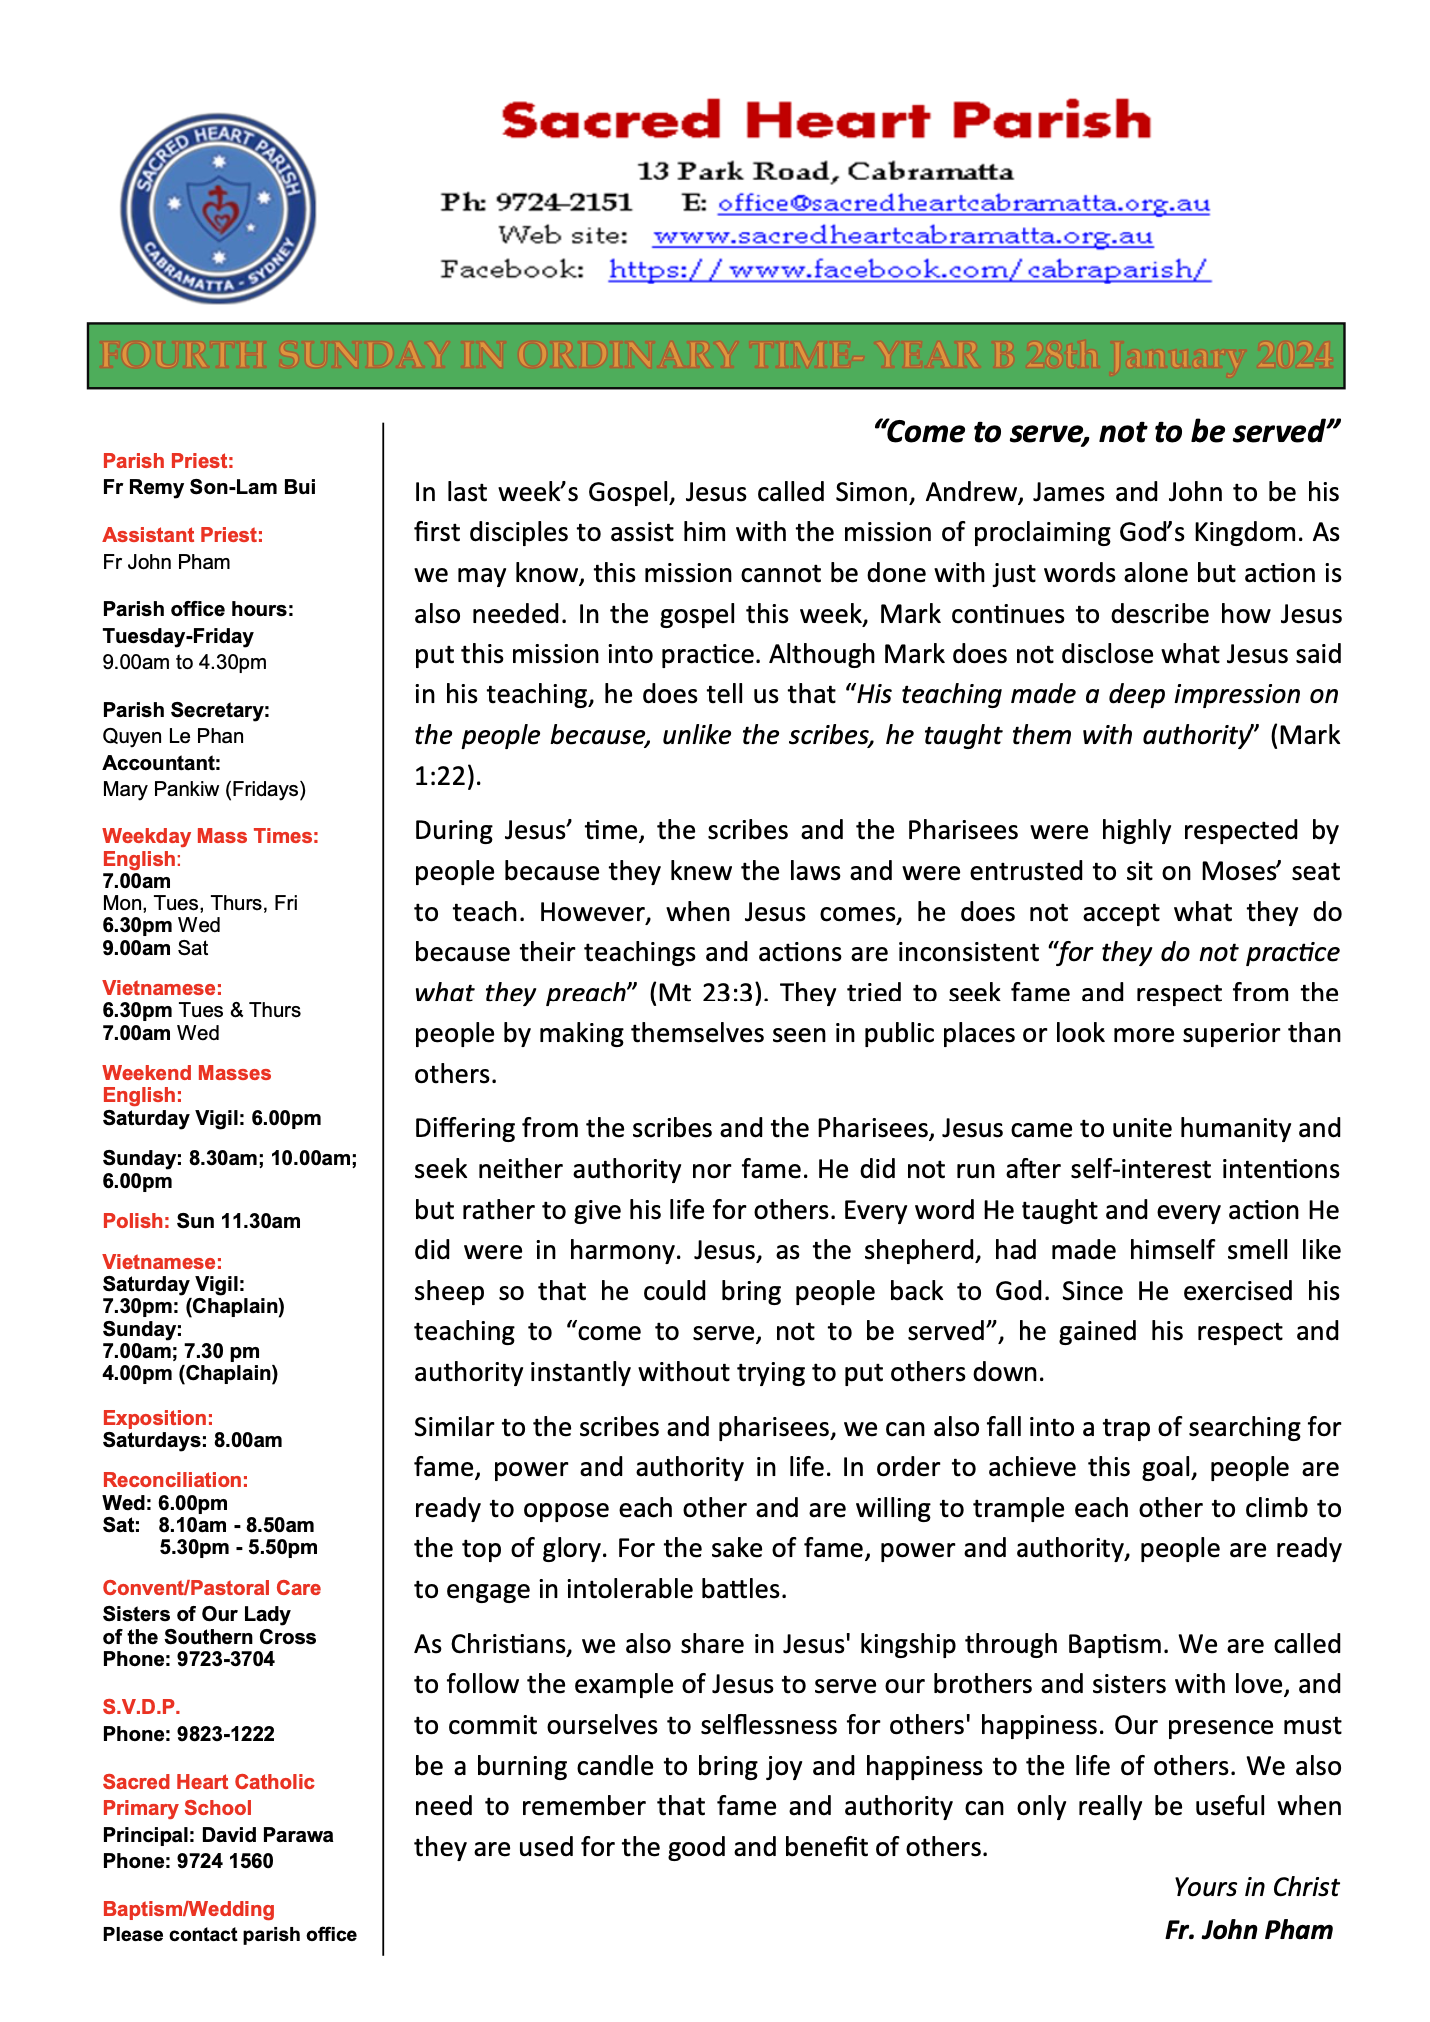 SACRED HEART PARISH
CABRAMATTA - SYDNEY
Sacred Heart Parish
13 Park Road, Cabramatta
Ph: 9724-2151 E: office@sacredheartcabramatta.org.au
Web site: www.sacredheartcabramatta.org.au
Facebook: https://www.facebook.com/cabraparish/
FOURTH SUNDAY IN ORDINARY TIME- YEAR B 28th January 2024
Parish Priest:
Fr Remy Son-Lam Bui
Assistant Priest:
Fr John Pham
Parish office hours:
Tuesday-Friday
9.00am to 4.30pm
Parish Secretary:
Quyen Le Phan
Accountant:
Mary Pankiw (Fridays)
Weekday Mass Times:
English:
7.00am
Mon, Tues, Thurs, Fri
6.30pm Wed
9.00am Sat
Vietnamese:
6.30pm Tues & Thurs
7.00am Wed
Weekend Masses
English:
Saturday Vigil: 6.00pm
Sunday: 8.30am; 10.00am;
6.00pm
Polish: Sun 11.30am
Vietnamese:
Saturday Vigil:
7.30pm: (Chaplain)
Sunday:
7.00am; 7.30 pm
4.00pm (Chaplain)
Exposition:
Saturdays: 8.00am
Reconciliation:
Wed: 6.00pm
Sat: 8.10am - 8.50am
5.30pm - 5.50pm
Convent/Pastoral Care
Sisters of Our Lady
of the Southern Cross
Phone: 9723-3704
S.V.D.P.
Phone: 9823-1222
Sacred Heart Catholic
Primary School
Principal: David Parawa
Phone: 9724 1560
Baptism/Wedding
Please contact parish office
“Come to serve, not to be served”
In last week’s Gospel, Jesus called Simon, Andrew, James and John to be his
first disciples to assist him with the mission of proclaiming God’s Kingdom. As
we may know, this mission cannot be done with just words alone but action is
also needed. In the gospel this week, Mark continues to describe how Jesus
put this mission into practice. Although Mark does not disclose what Jesus said
in his teaching, he does tell us that “His teaching made a deep impression on
the people because, unlike the scribes, he taught them with authority” (Mark
1:22).
During Jesus’ time, the scribes and the Pharisees were highly respected by
people because they knew the laws and were entrusted to sit on Moses’ seat
to teach. However, when Jesus comes, he does not accept what they do
because their teachings and actions are inconsistent “for they do not practice
what they preach” (Mt 23:3). They tried to seek fame and respect from the
people by making themselves seen in public places or look more superior than
others.
Differing from the scribes and the Pharisees, Jesus came to unite humanity and
seek neither authority nor fame. He did not run after self-interest intentions
but rather to give his life for others. Every word He taught and every action He
did were in harmony. Jesus, as the shepherd, had made himself smell like
sheep so that he could bring people back to God. Since He exercised his
teaching to “come to serve, not to be served”, he gained his respect and
authority instantly without trying to put others down.
Similar to the scribes and pharisees, we can also fall into a trap of searching for
fame, power and authority in life. In order to achieve this goal, people are
ready to oppose each other and are willing to trample each other to climb to
the top of glory. For the sake of fame, power and authority, people are ready
to engage in intolerable battles.
As Christians, we also share in Jesus' kingship through Baptism. We are called
to follow the example of Jesus to serve our brothers and sisters with love, and
to commit ourselves to selflessness for others' happiness. Our presence must
be a burning candle to bring joy and happiness to the life of others. We also
need to remember that fame and authority can only really be useful when
they are used for the good and benefit of others.
Yours in Christ
Fr. John Pham